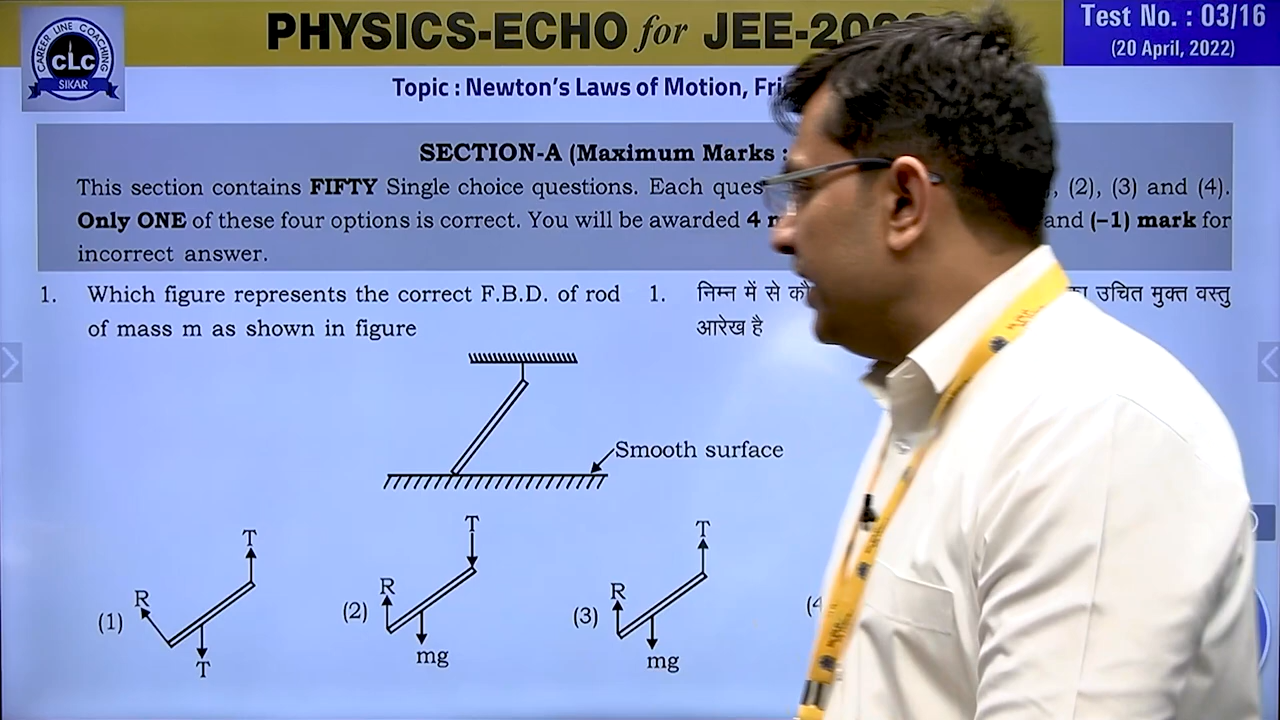 PHYSICS-ECHO for JEE-20
Test No. : 03/16
(20 April, 2022)
CAREER LINE COACHING
CLC
SIKAR
Topic : Newton's Laws of Motion,
SECTION-A (Maximum Marks :
This section contains FIFTY Single choice questions. Each (2), (3) and (4).
Only ONE of these four options is correct. You will be awarded 4 and (–1) mark for
incorrect answer.
1. Which figure represents the correct F.B.D. of rod
of mass m as shown in figure
1. निम्न में से उचित मुक्त वस्तु
आरेख है
Smooth surface
(1) R T T
(2) R T mg
(3) R T mg